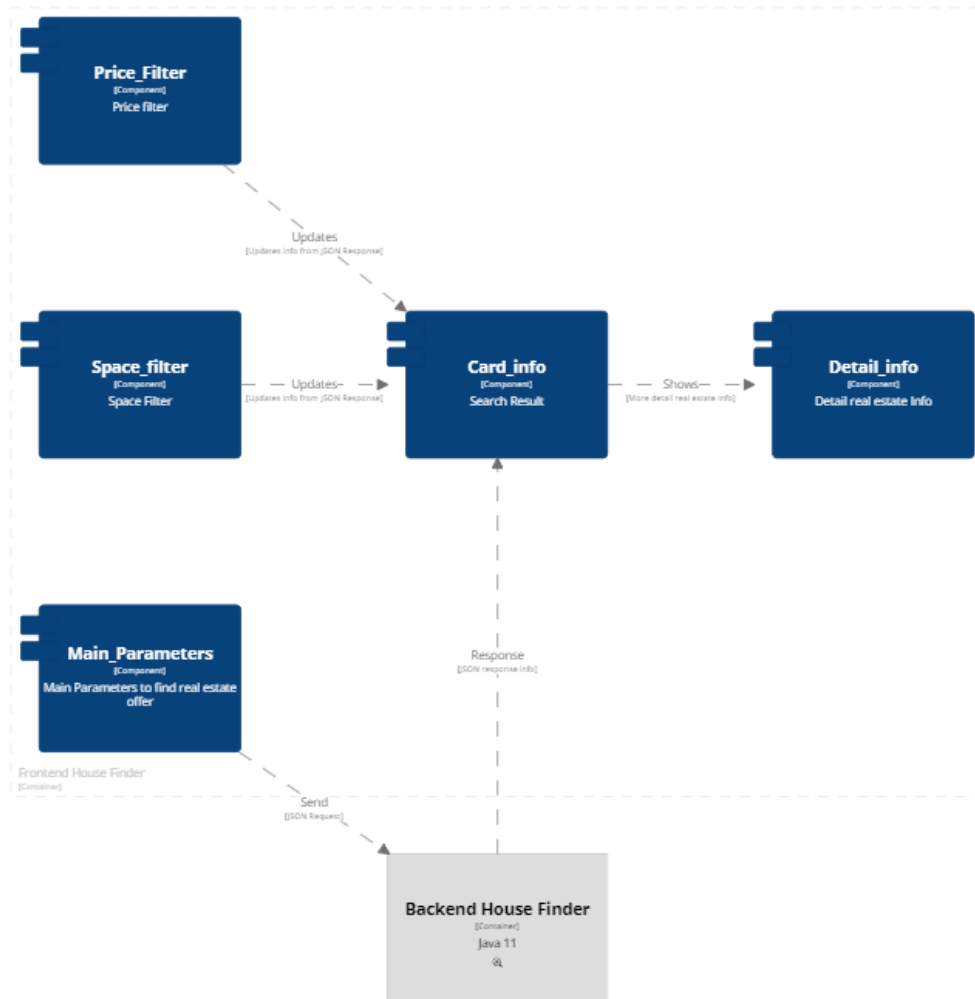 Price_Filter
[Component]
Price filter
Updates
[Updates info from JSON Response]
Space_filter
[Component]
Space Filter
Updates
[Updates info from JSON Response]
Card_info
[Component]
Search Result
Shows
[More detail real estate info]
Detail_info
[Component]
Detail real estate Info
Main_Parameters
[Component]
Main Parameters to find real estate
offer
Response
[JSON response info]
Frontend House Finder
[Container]
Send
[JSON Request]
Backend House Finder
[Container]
Java 11